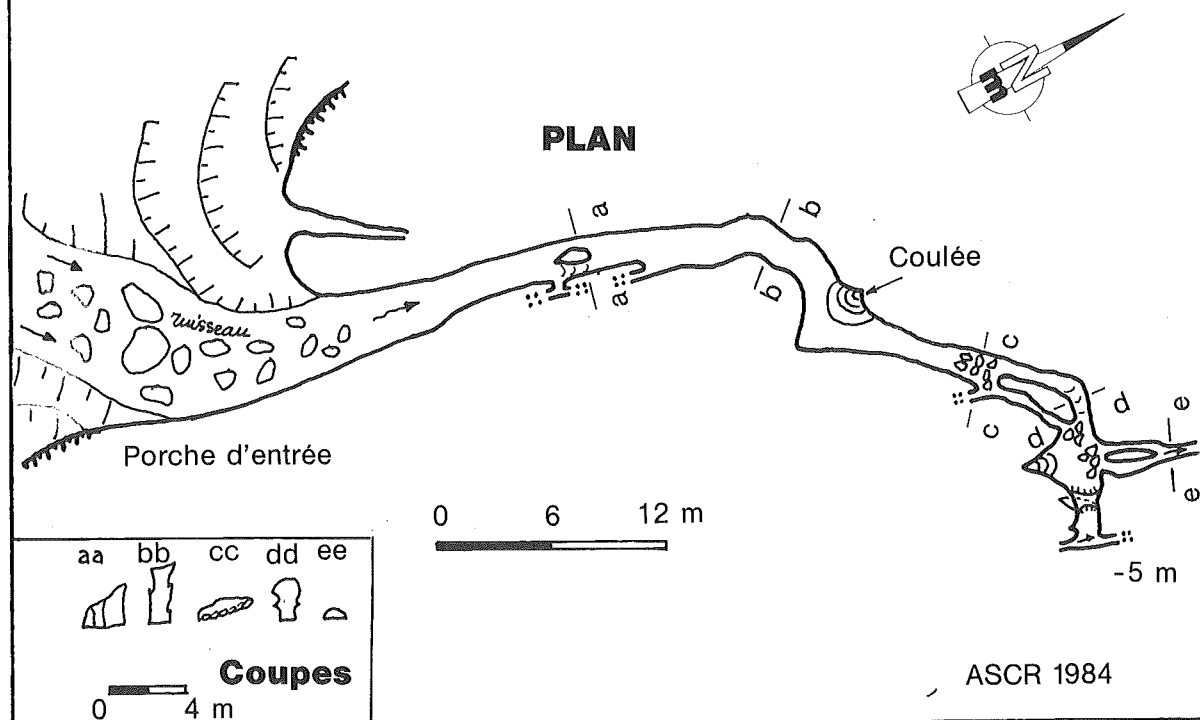 PLAN
N
m
a
a
b
b
Coulée
ruisseau
c
c
d
d
e
e
Porche d'entrée
0 6 12 m
-5 m
aa bb cc dd ee
Coupes
0 4 m
ASCR 1984